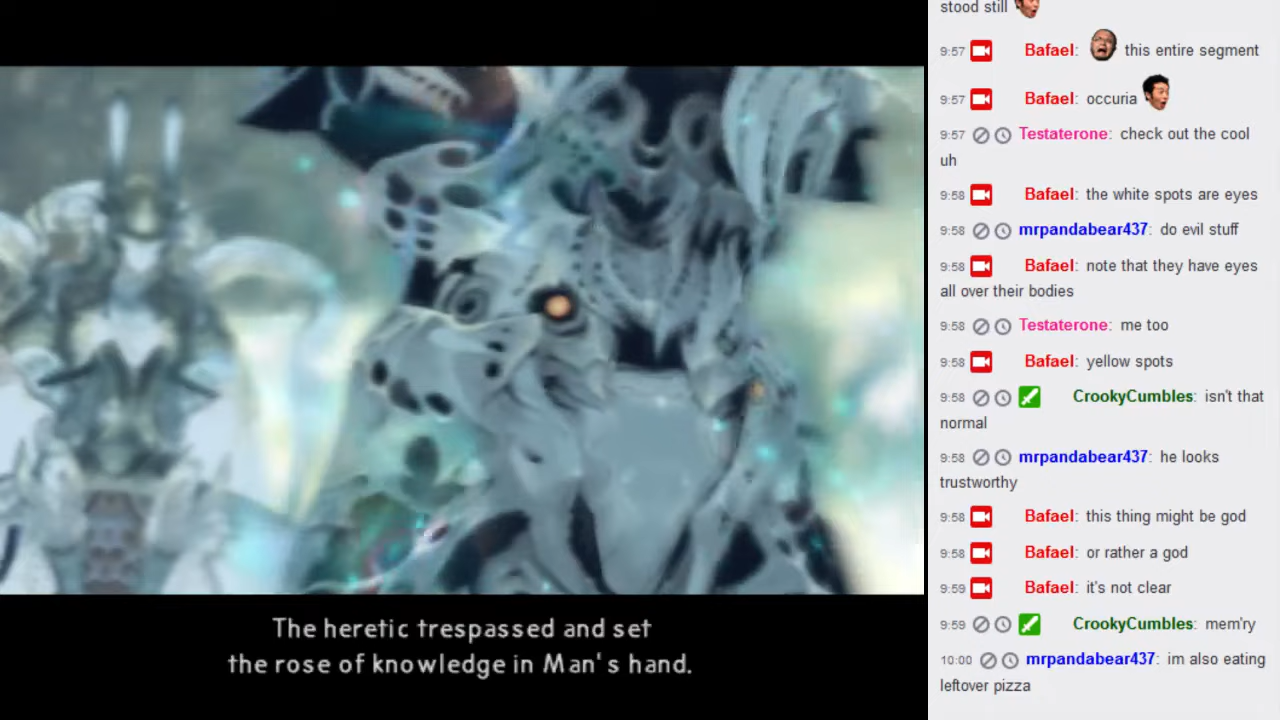 The heretic trespassed and set
the rose of knowledge in Man's hand.
stood still
9:57 Bafael: this entire segment
9:57 Bafael: occuria
9:57 Testaterone: check out the cool
uh
9:58 Bafael: the white spots are eyes
9:58 mrpandabear437: do evil stuff
9:58 Bafael: note that they have eyes
all over their bodies
9:58 Testaterone: me too
9:58 Bafael: yellow spots
9:58 CrookyCumbles: isn't that
normal
9:58 mrpandabear437: he looks
trustworthy
9:58 Bafael: this thing might be god
9:58 Bafael: or rather a god
9:59 Bafael: it's not clear
9:59 CrookyCumbles: mem'ry
10:00 mrpandabear437: im also eating
leftover pizza